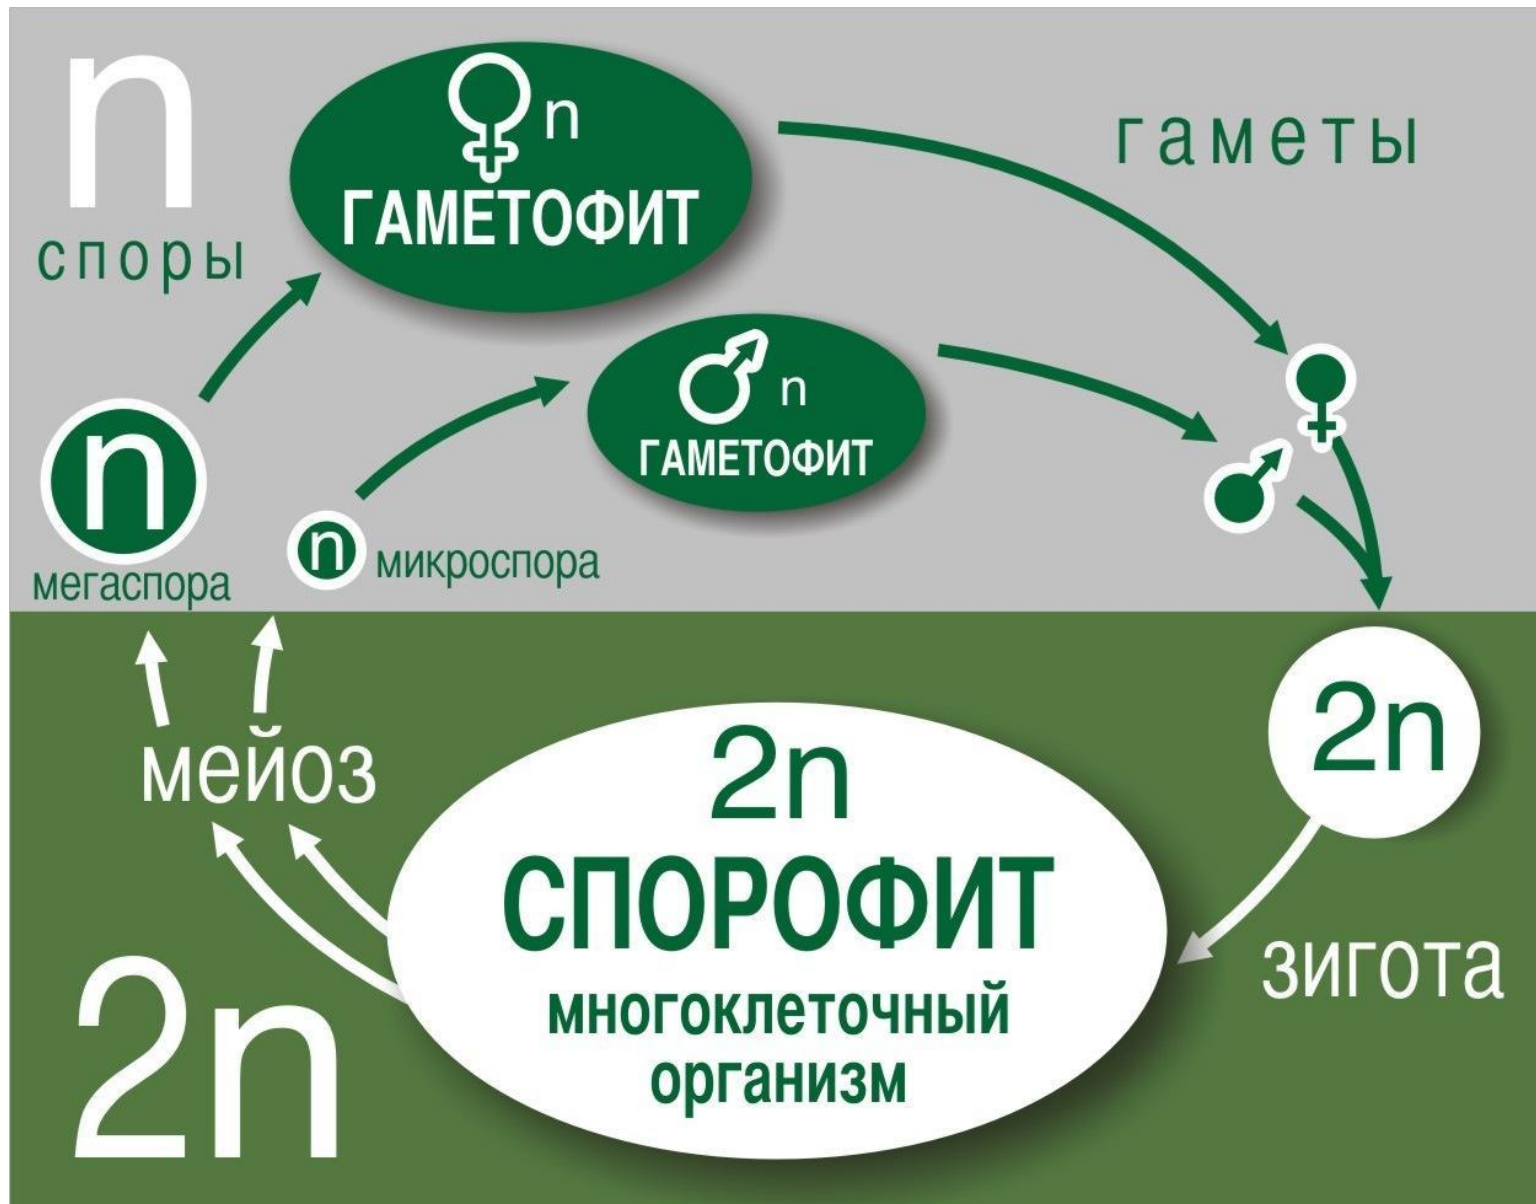 n
споры
n
ГАМЕТОФИТ
гаметы
n
ГАМЕТОФИТ
n
мегаспора
n
микроспора
мейоз
2n
2n
СПОРОФИТ
многоклеточный
организм
2n
зигота